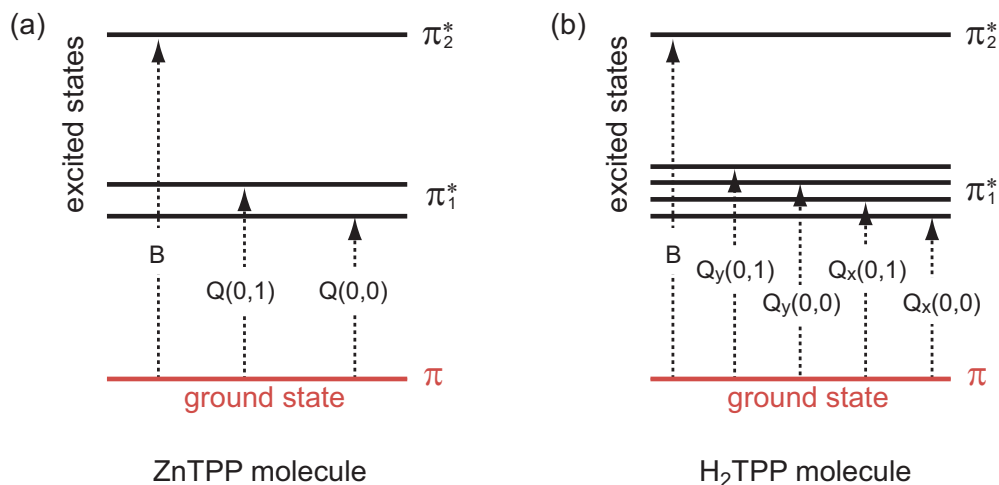 (a)
excited states
π₂*
π₁*
B
Q(0,1)
Q(0,0)
π
ground state
ZnTPP molecule
(b)
excited states
π₂*
π₁*
B
Qy(0,1)
Qy(0,0)
Qx(0,1)
Qx(0,0)
π
ground state
H₂TPP molecule